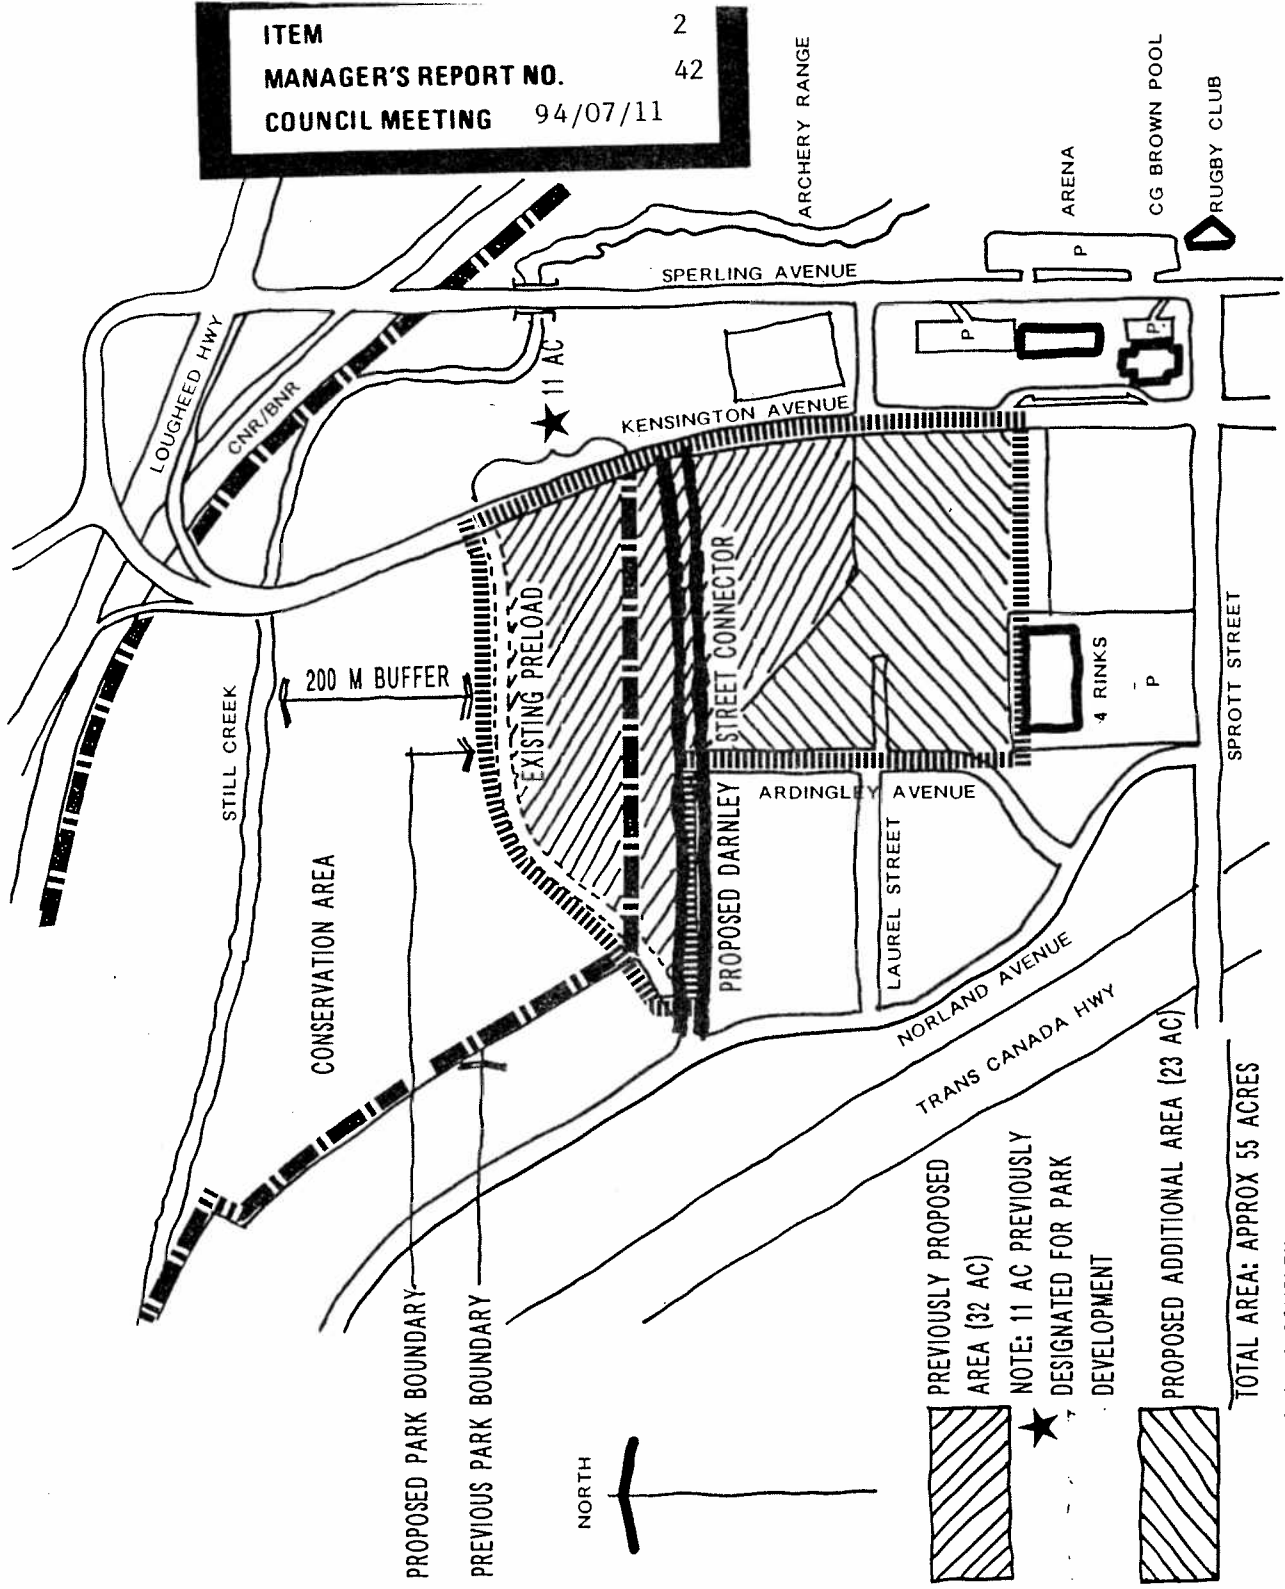 ITEM 2
MANAGER'S REPORT NO. 42
COUNCIL MEETING 94/07/11
ARCHERY RANGE
ARENA
CG BROWN POOL
RUGBY CLUB
SPERLING AVENUE
P
P
P
LOUGHEED HWY
CNR/BNR
11 AC
KENSINGTON AVENUE
STILL CREEK
200 M BUFFER
EXISTING PRELOAD
PROPOSED DARNLEY STREET CONNECTOR
4 RINKS
P
SPROTT STREET
ARDINGLEY AVENUE
LAUREL STREET
CONSERVATION AREA
NORLAND AVENUE
TRANS CANADA HWY
PROPOSED PARK BOUNDARY
PREVIOUS PARK BOUNDARY
NORTH
PREVIOUSLY PROPOSED
AREA (32 AC)
NOTE: 11 AC PREVIOUSLY
DESIGNATED FOR PARK
DEVELOPMENT
PROPOSED ADDITIONAL AREA (23 AC)
TOTAL AREA: APPROX 55 ACRES